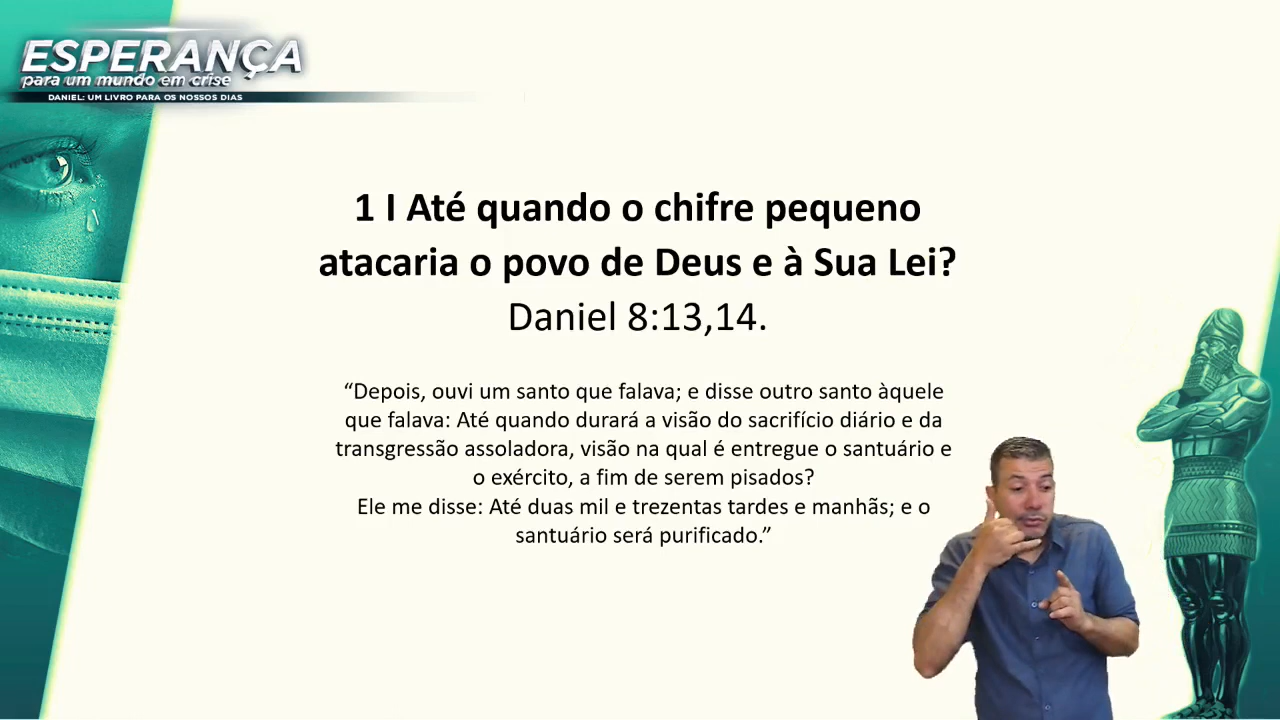 ESPERANÇA
para um mundo em crise
DANIEL: UM LIVRO PARA OS NOSSOS DIAS
1 I Até quando o chifre pequeno
atacaria o povo de Deus e à Sua Lei?
Daniel 8:13,14.
“Depois, ouvi um santo que falava; e disse outro santo àquele
que falava: Até quando durará a visão do sacrifício diário e da
transgressão assoladora, visão na qual é entregue o santuário e
o exército, a fim de serem pisados?
Ele me disse: Até duas mil e trezentas tardes e manhãs; e o
santuário será purificado.”